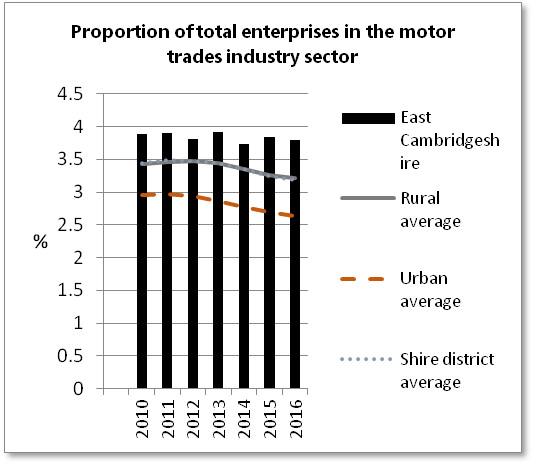 Proportion of total enterprises in the motor
trades industry sector
4.5
4
3.5
3
2.5
2
1.5
1
0.5
0
%
2010
2011
2012
2013
2014
2015
2016
East
Cambridgesh
ire
Rural
average
Urban
average
Shire district
average